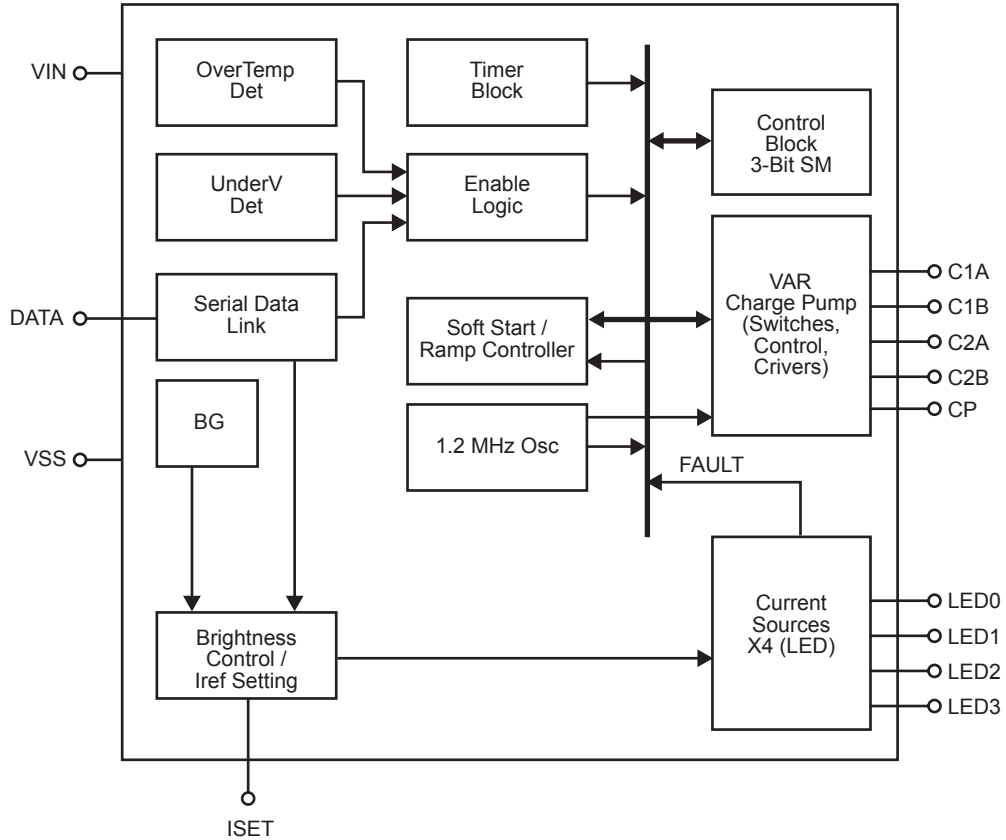 VIN
OverTemp
Det
Timer
Block
Control
Block
3-Bit SM
UnderV
Det
Enable
Logic
DATA
Serial Data
Link
Soft Start /
Ramp Controller
VAR
Charge Pump
(Switches,
Control,
Crivers)
C1A
C1B
C2A
C2B
CP
BG
VSS
1.2 MHz Osc
FAULT
Brightness
Control /
Iref Setting
Current
Sources
X4 (LED)
LED0
LED1
LED2
LED3
ISET